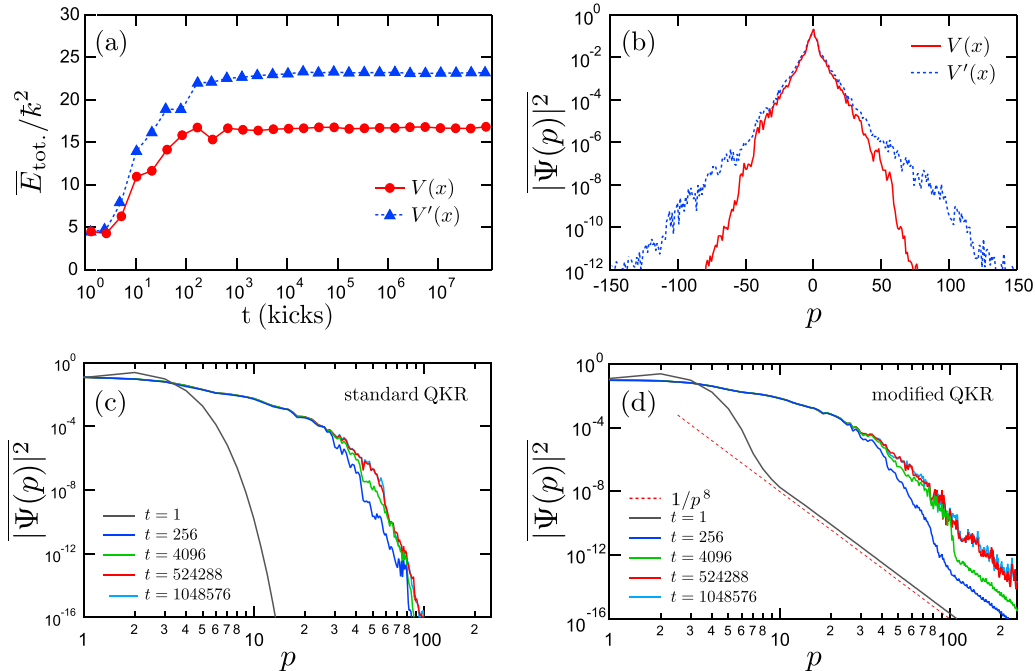 (a)
30
25
20
15
10
5
0
E̅_tot./ƙ²
10⁰ 10¹ 10² 10³ 10⁴ 10⁵ 10⁶ 10⁷
t (kicks)
V(x)
V′(x)
(b)
10⁰
10⁻²
10⁻⁴
10⁻⁶
10⁻⁸
10⁻¹⁰
10⁻¹²
|Ψ(p)|²
-150 -100 -50 0 50 100 150
p
V(x)
V′(x)
(c)
standard QKR
10⁰
10⁻⁴
10⁻⁸
10⁻¹²
10⁻¹⁶
|Ψ(p)|²
t = 1
t = 256
t = 4096
t = 524288
t = 1048576
1 2 3 4 5 6 7 8 10 2 3 4 5 6 7 8 100 2
p
(d)
modified QKR
10⁰
10⁻⁴
10⁻⁸
10⁻¹²
10⁻¹⁶
|Ψ(p)|²
1/p⁸
t = 1
t = 256
t = 4096
t = 524288
t = 1048576
1 2 3 4 5 6 7 8 10 2 3 4 5 6 7 8 100 2
p